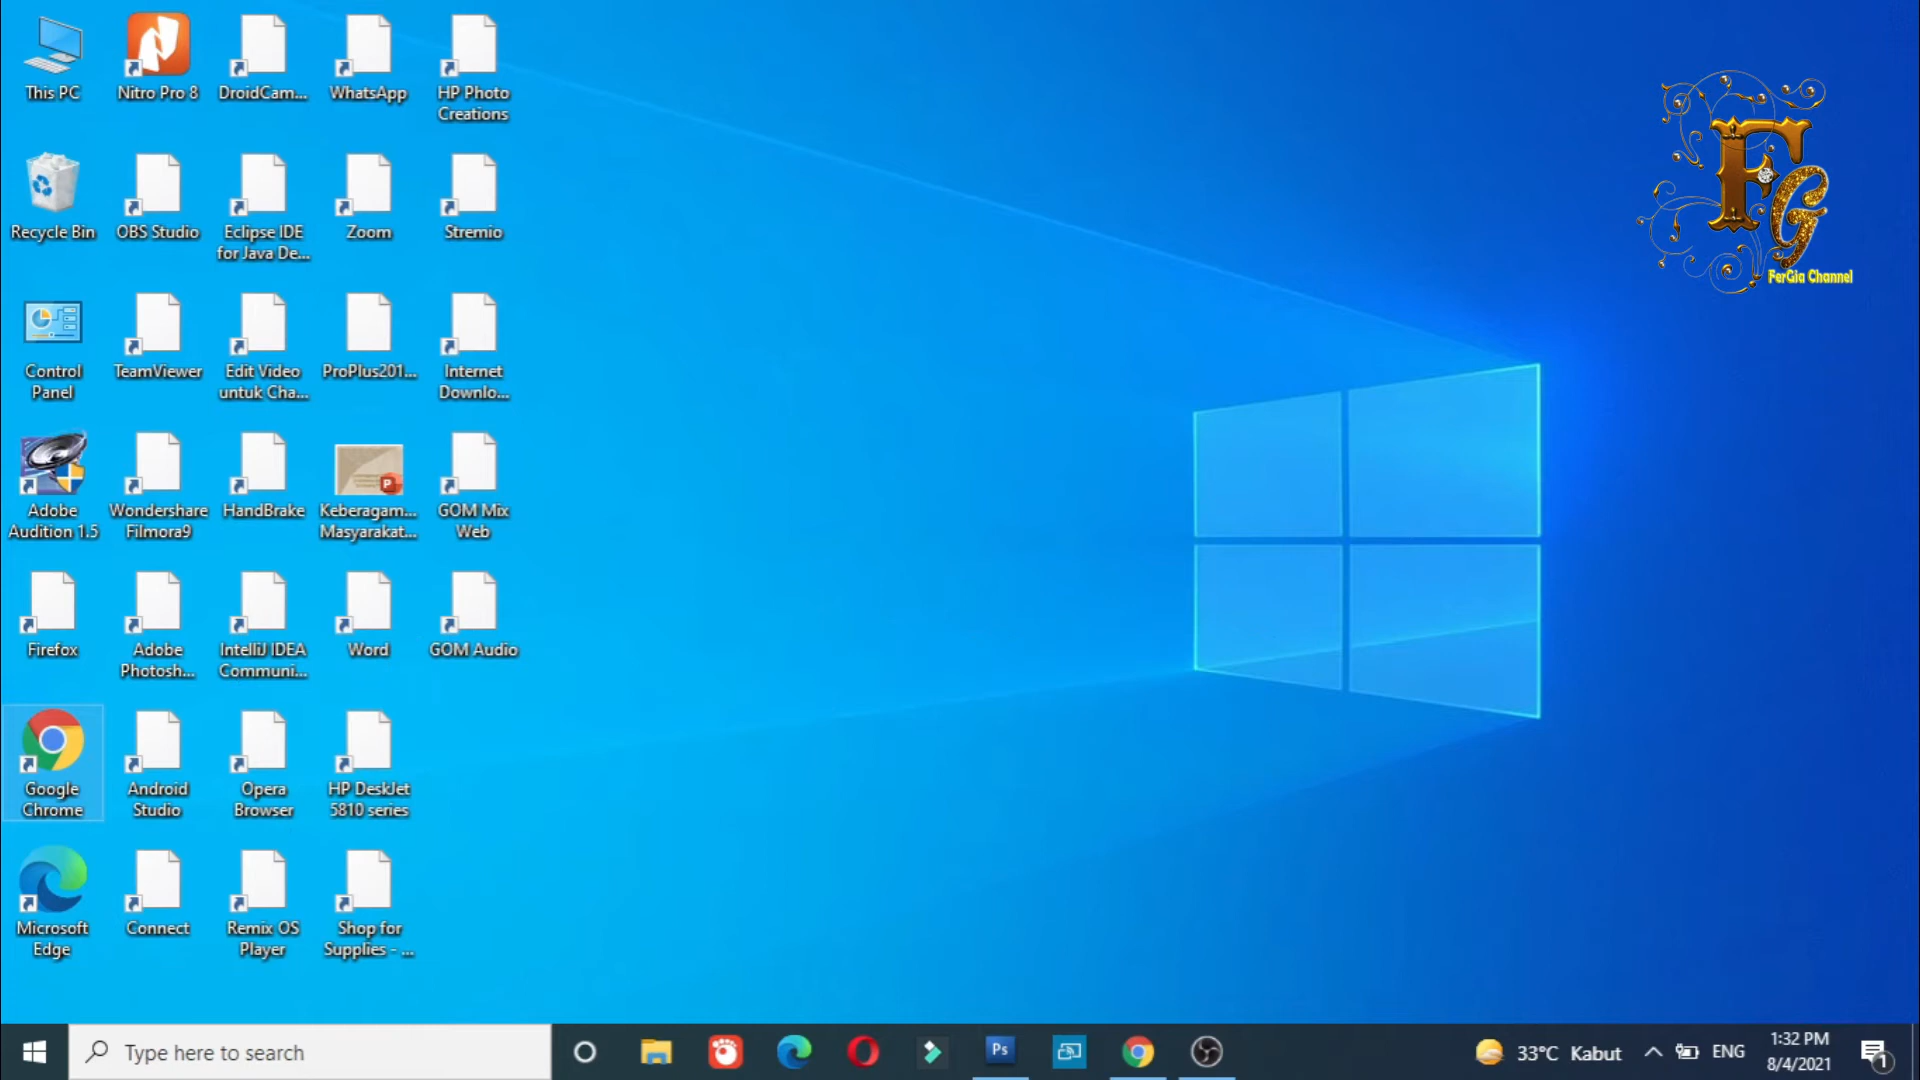 This PC
Nitro Pro 8
DroidCam...
WhatsApp
HP Photo
Creations
Recycle Bin
OBS Studio
Eclipse IDE
for Java De...
Zoom
Stremio
Control
Panel
TeamViewer
Edit Video
untuk Cha...
ProPlus201...
Internet
Downlo...
Adobe
Audition 1.5
Wondershare
Filmora9
HandBrake
Keberagam...
Masyarakat...
GOM Mix
Web
Firefox
Adobe
Photosh...
IntelliJ IDEA
Communi...
Word
GOM Audio
Google
Chrome
Android
Studio
Opera
Browser
HP DeskJet
5810 series
Microsoft
Edge
Connect
Remix OS
Player
Shop for
Supplies - ...
FG
FerGia Channel
Type here to search
Ps
33°C Kabut
ENG
1:32 PM
8/4/2021
1